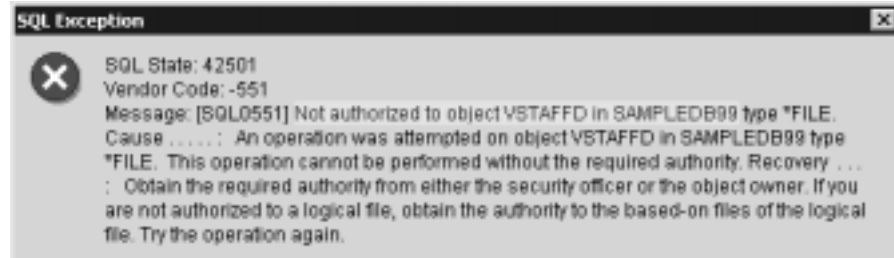 SQL Exception
SQL State: 42501
Vendor Code: -551
Message: [SQL0551] Not authorized to object VSTAFFD in SAMPLEDB99 type *FILE.
Cause . . . . . :   An operation was attempted on object VSTAFFD in SAMPLEDB99 type
*FILE.  This operation cannot be performed without the required authority. Recovery  . . .
:   Obtain the required authority from either the security officer or the object owner. If you
are not authorized to a logical file, obtain the authority to the based-on files of the logical
file. Try the operation again.